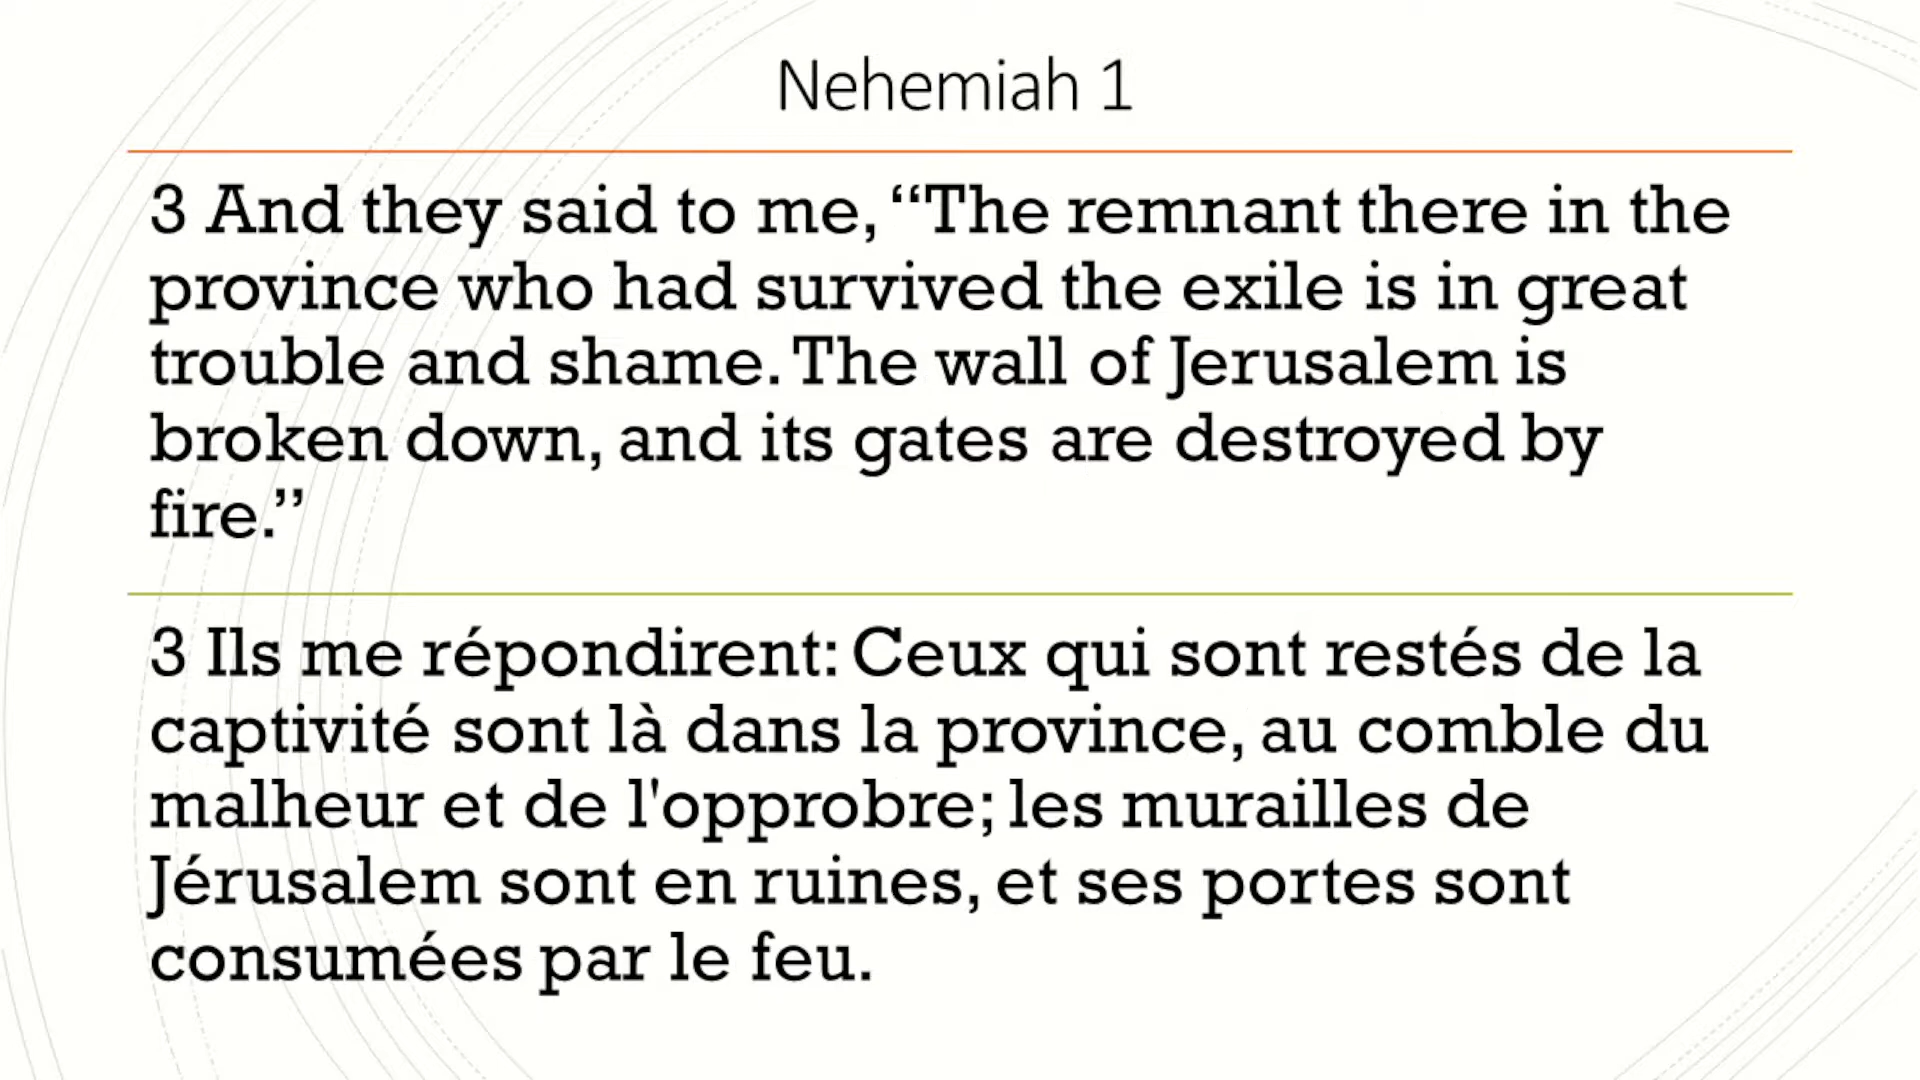 Nehemiah 1
3 And they said to me, “The remnant there in the
province who had survived the exile is in great
trouble and shame. The wall of Jerusalem is
broken down, and its gates are destroyed by
fire.”
3 Ils me répondirent: Ceux qui sont restés de la
captivité sont là dans la province, au comble du
malheur et de l'opprobre; les murailles de
Jérusalem sont en ruines, et ses portes sont
consumées par le feu.